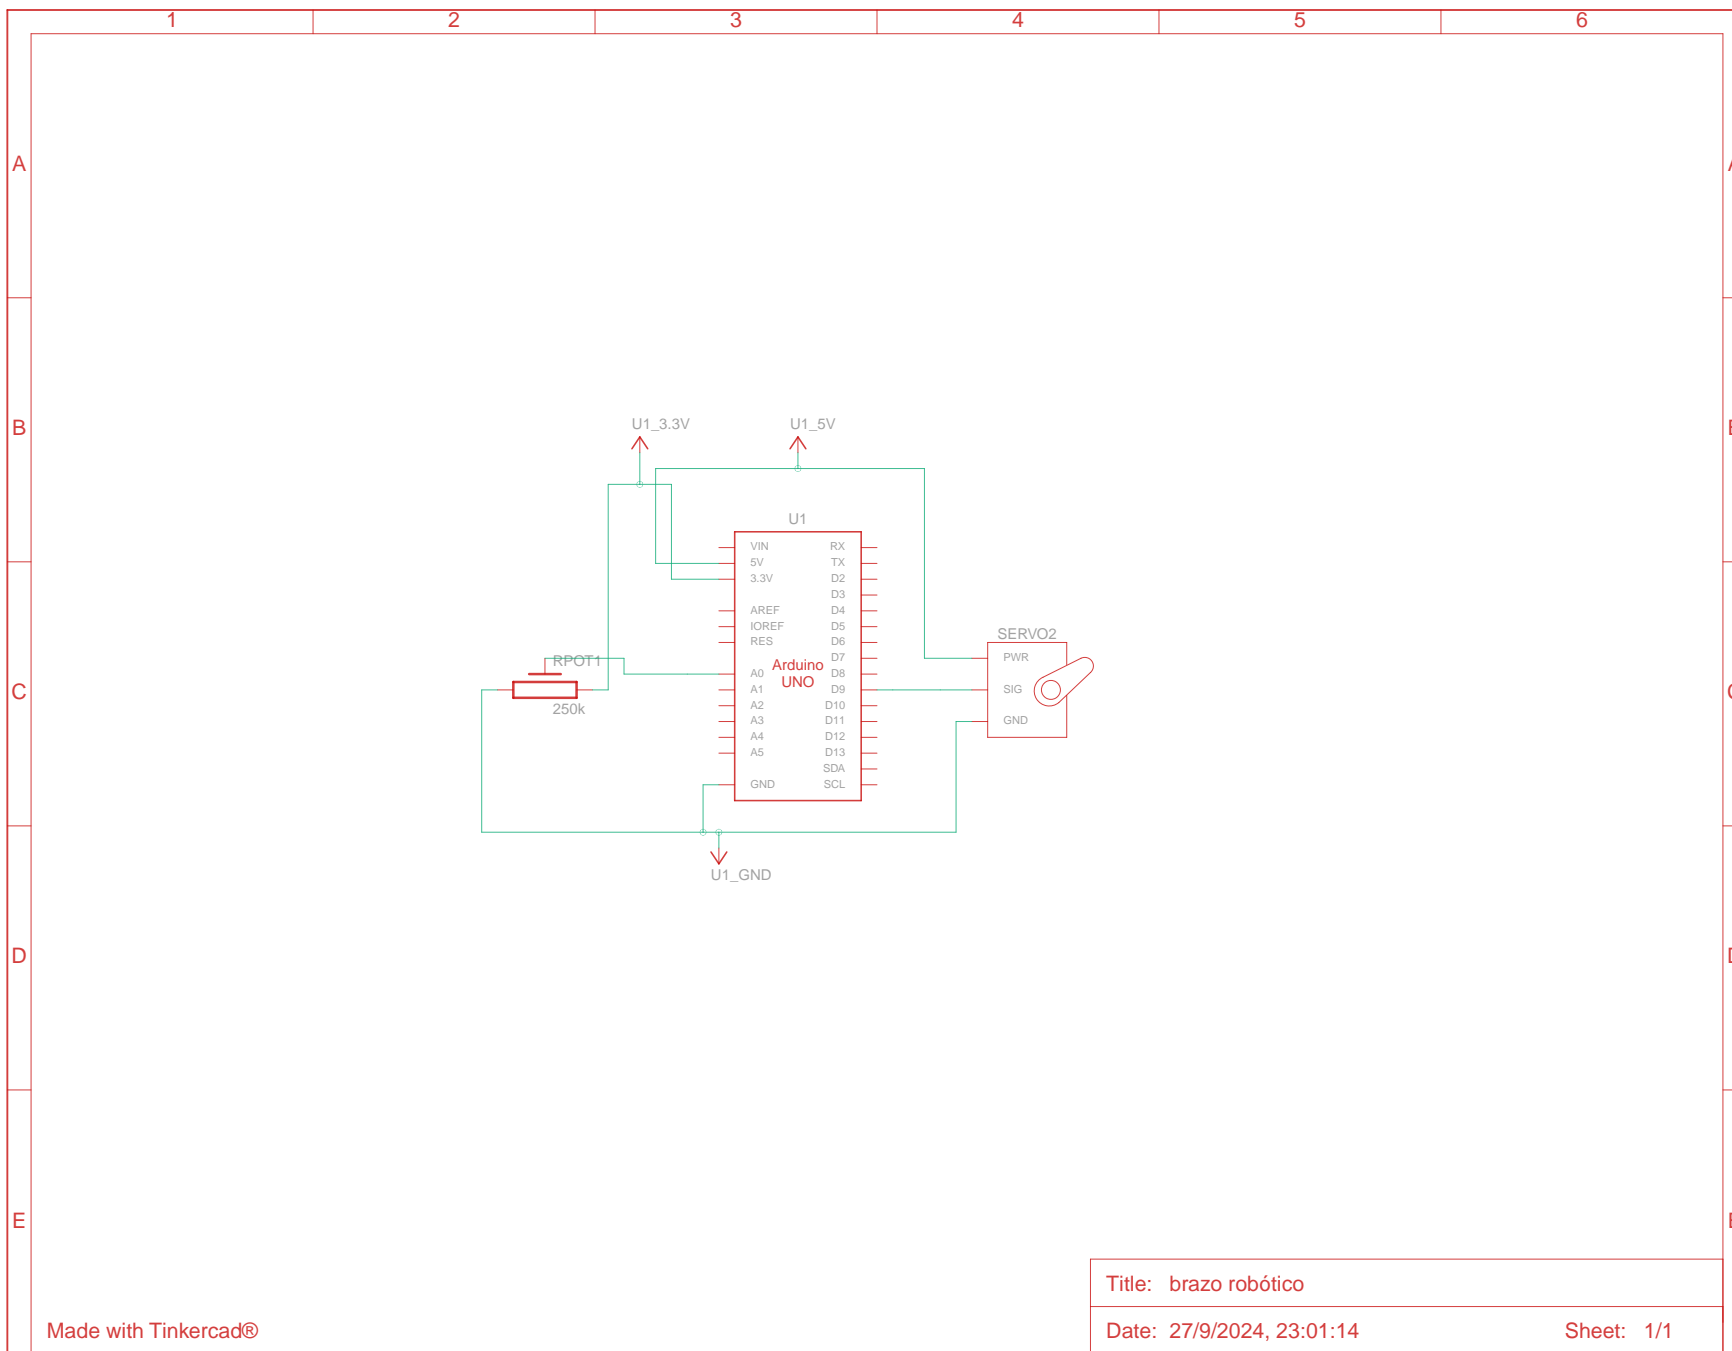 1 2 3 4 5 6
A
B
C
D
E
U1_3.3V U1_5V
U1
VIN RX
5V TX
3.3V D2
D3
AREF D4
IOREF D5
RES D6
D7
A0 D8
A1 D9
A2 D10
A3 D11
A4 D12
A5 D13
SDA
GND SCL
Arduino
UNO
RPOT1
250k
SERVO2
PWR
SIG
GND
U1_GND
Title: brazo robótico
Date: 27/9/2024, 23:01:14 Sheet: 1/1
Made with Tinkercad®